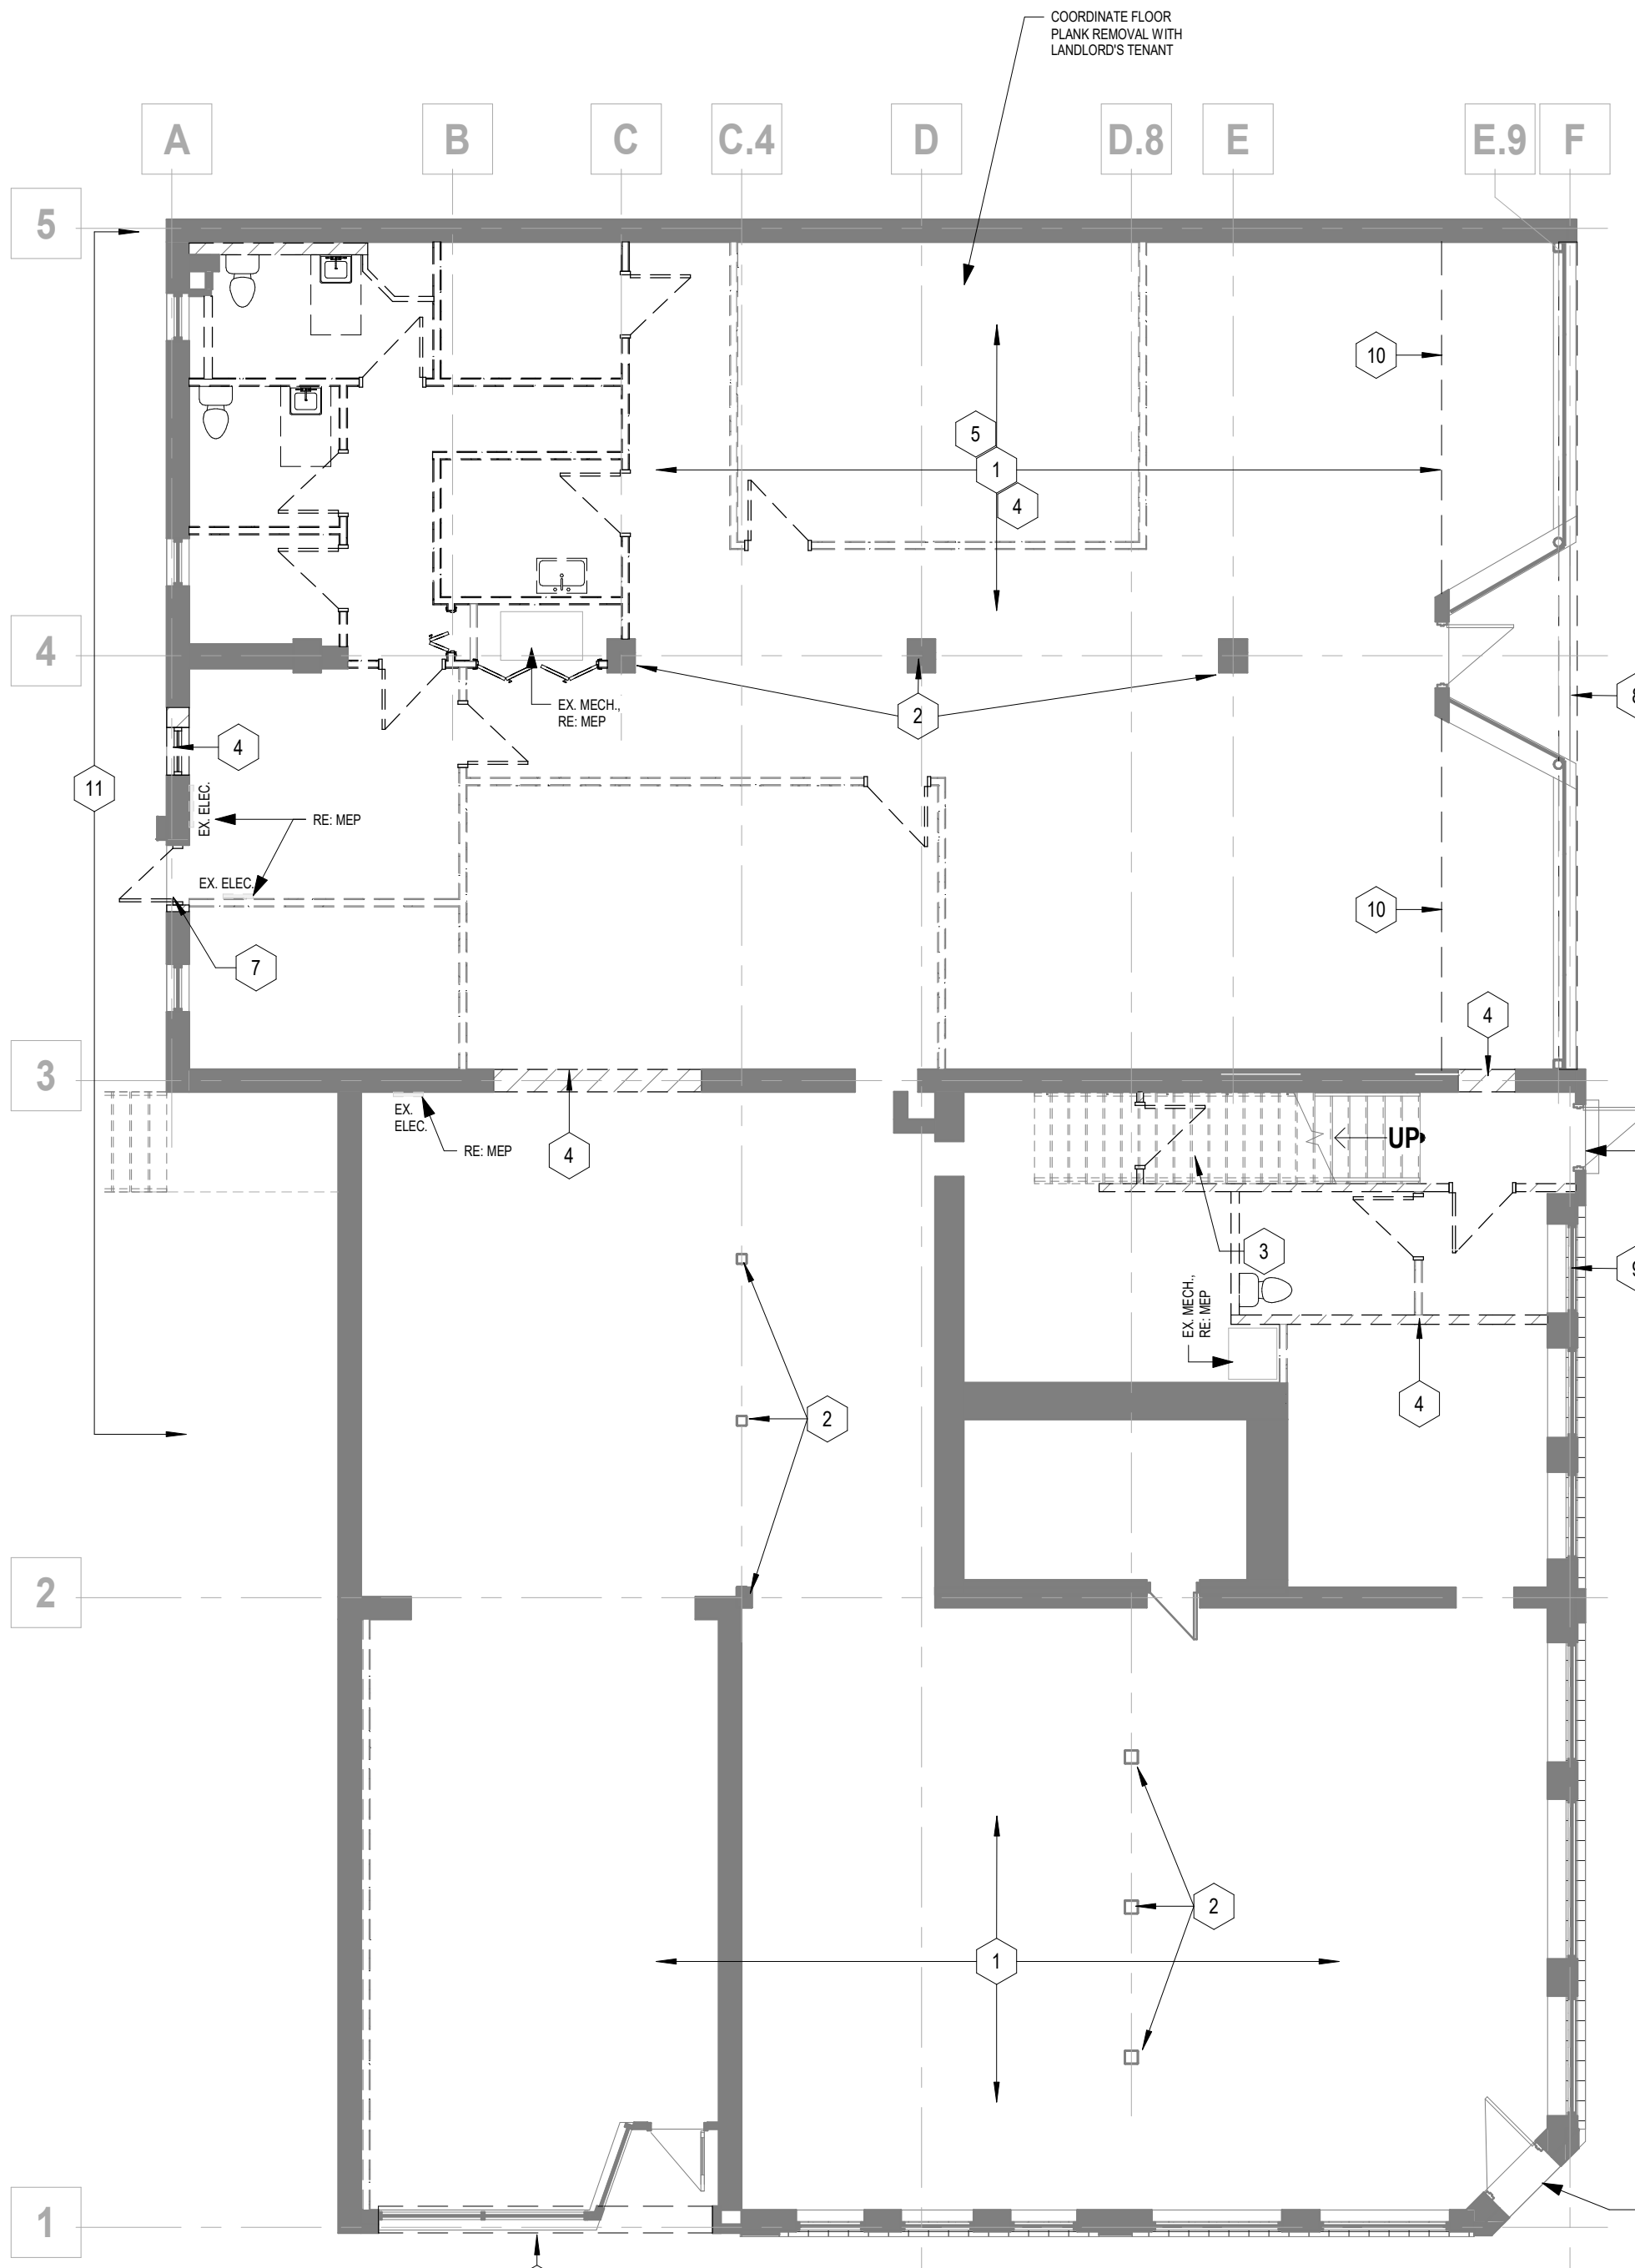 COORDINATE FLOOR
PLANK REMOVAL WITH
LANDLORD'S TENANT
A
B
C
C.4
D
D.8
E
E.9
F
5
10
5
1
4
4
2
EX. MECH.,
RE: MEP
4
11
EX. ELEC.
RE: MEP
EX. ELEC.
10
7
4
3
EX.
ELEC.
RE: MEP
4
UP
3
EX. MECH.,
RE: MEP
4
2
2
2
1
1